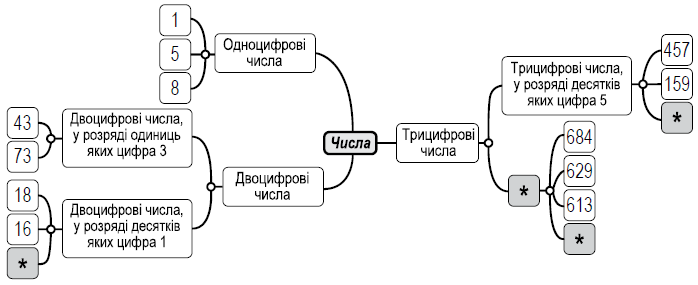 1
5
8
Одноцифрові
числа
43
73
Двоцифрові числа,
у розряді одиниць
яких цифра 3
18
16
*
Двоцифрові числа,
у розряді десятків
яких цифра 1
Двоцифрові
числа
Числа
Трицифрові
числа
Трицифрові числа,
у розряді десятків
яких цифра 5
457
159
*
*
684
629
613
*